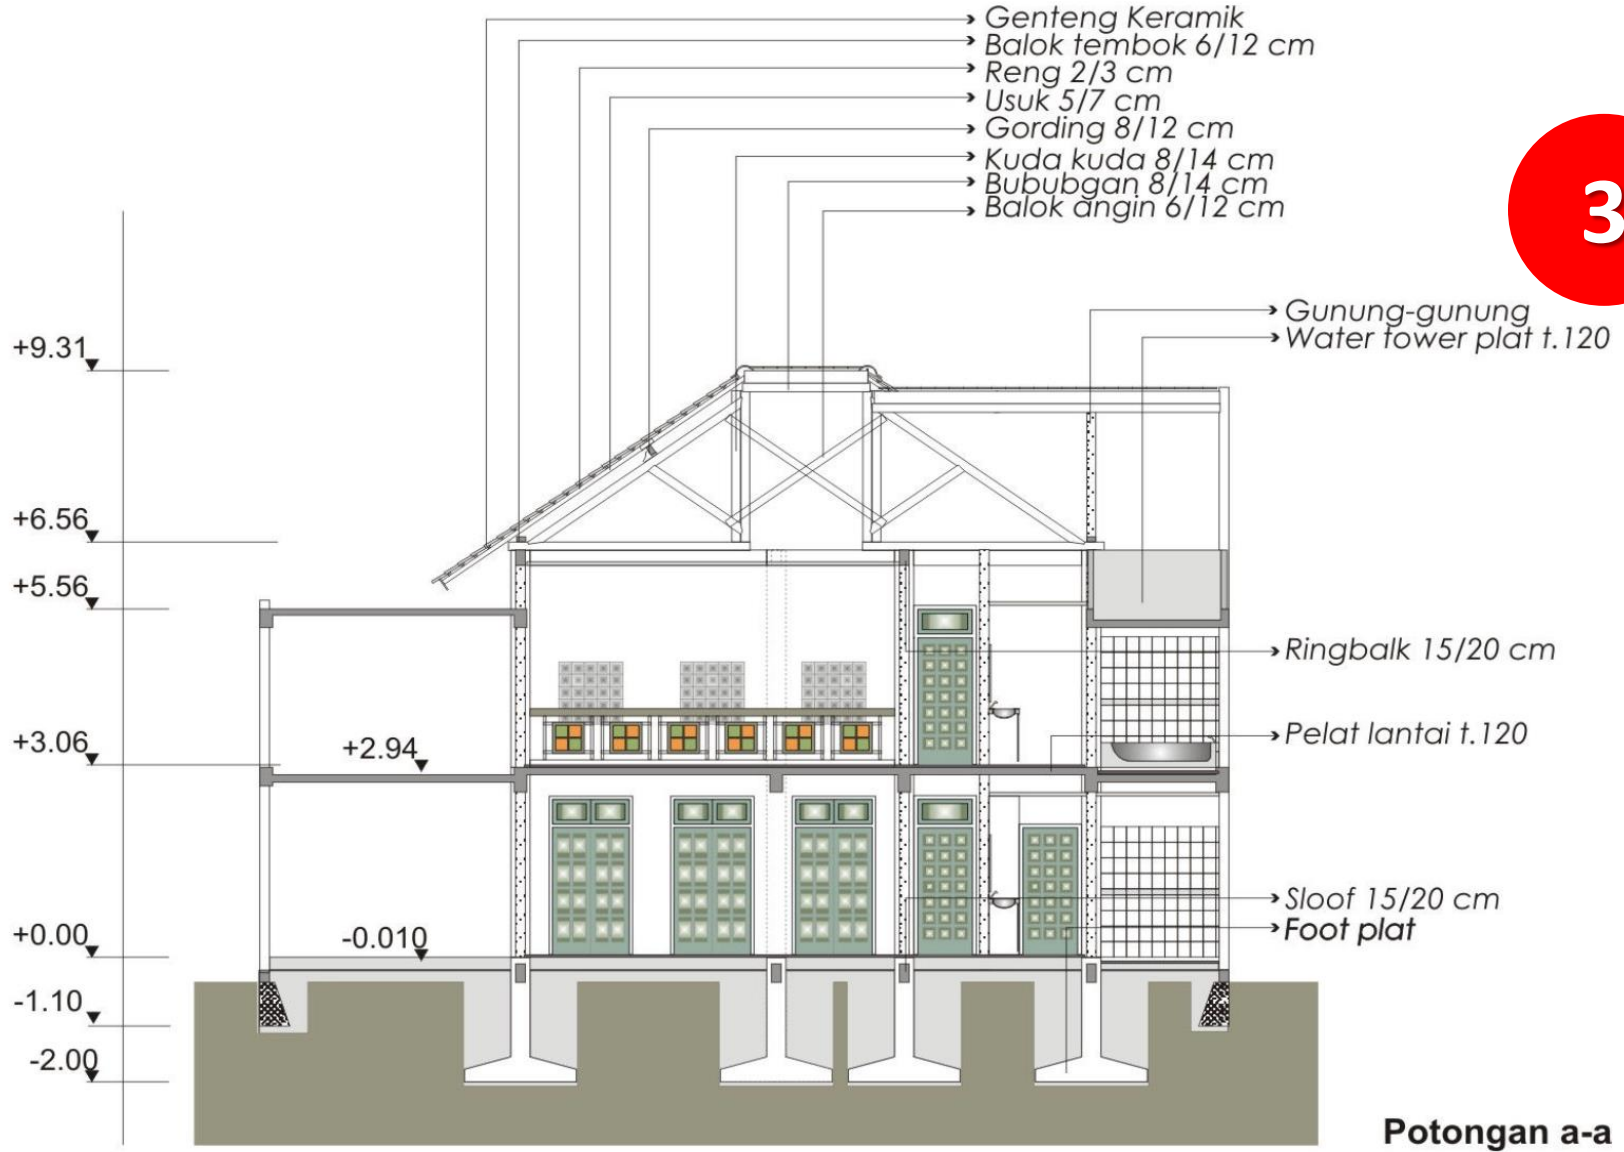 Genteng Keramik
Balok tembok 6/12 cm
Reng 2/3 cm
Usuk 5/7 cm
Gording 8/12 cm
Kuda kuda 8/14 cm
Bububgan 8/14 cm
Balok angin 6/12 cm
3
Gunung-gunung
Water tower plat t.120
+9.31
+6.56
+5.56
Ringbalk 15/20 cm
+3.06
+2.94
Pelat lantai t.120
Sloof 15/20 cm
Foot plat
+0.00
-0.010
-1.10
-2.00
Potongan a-a